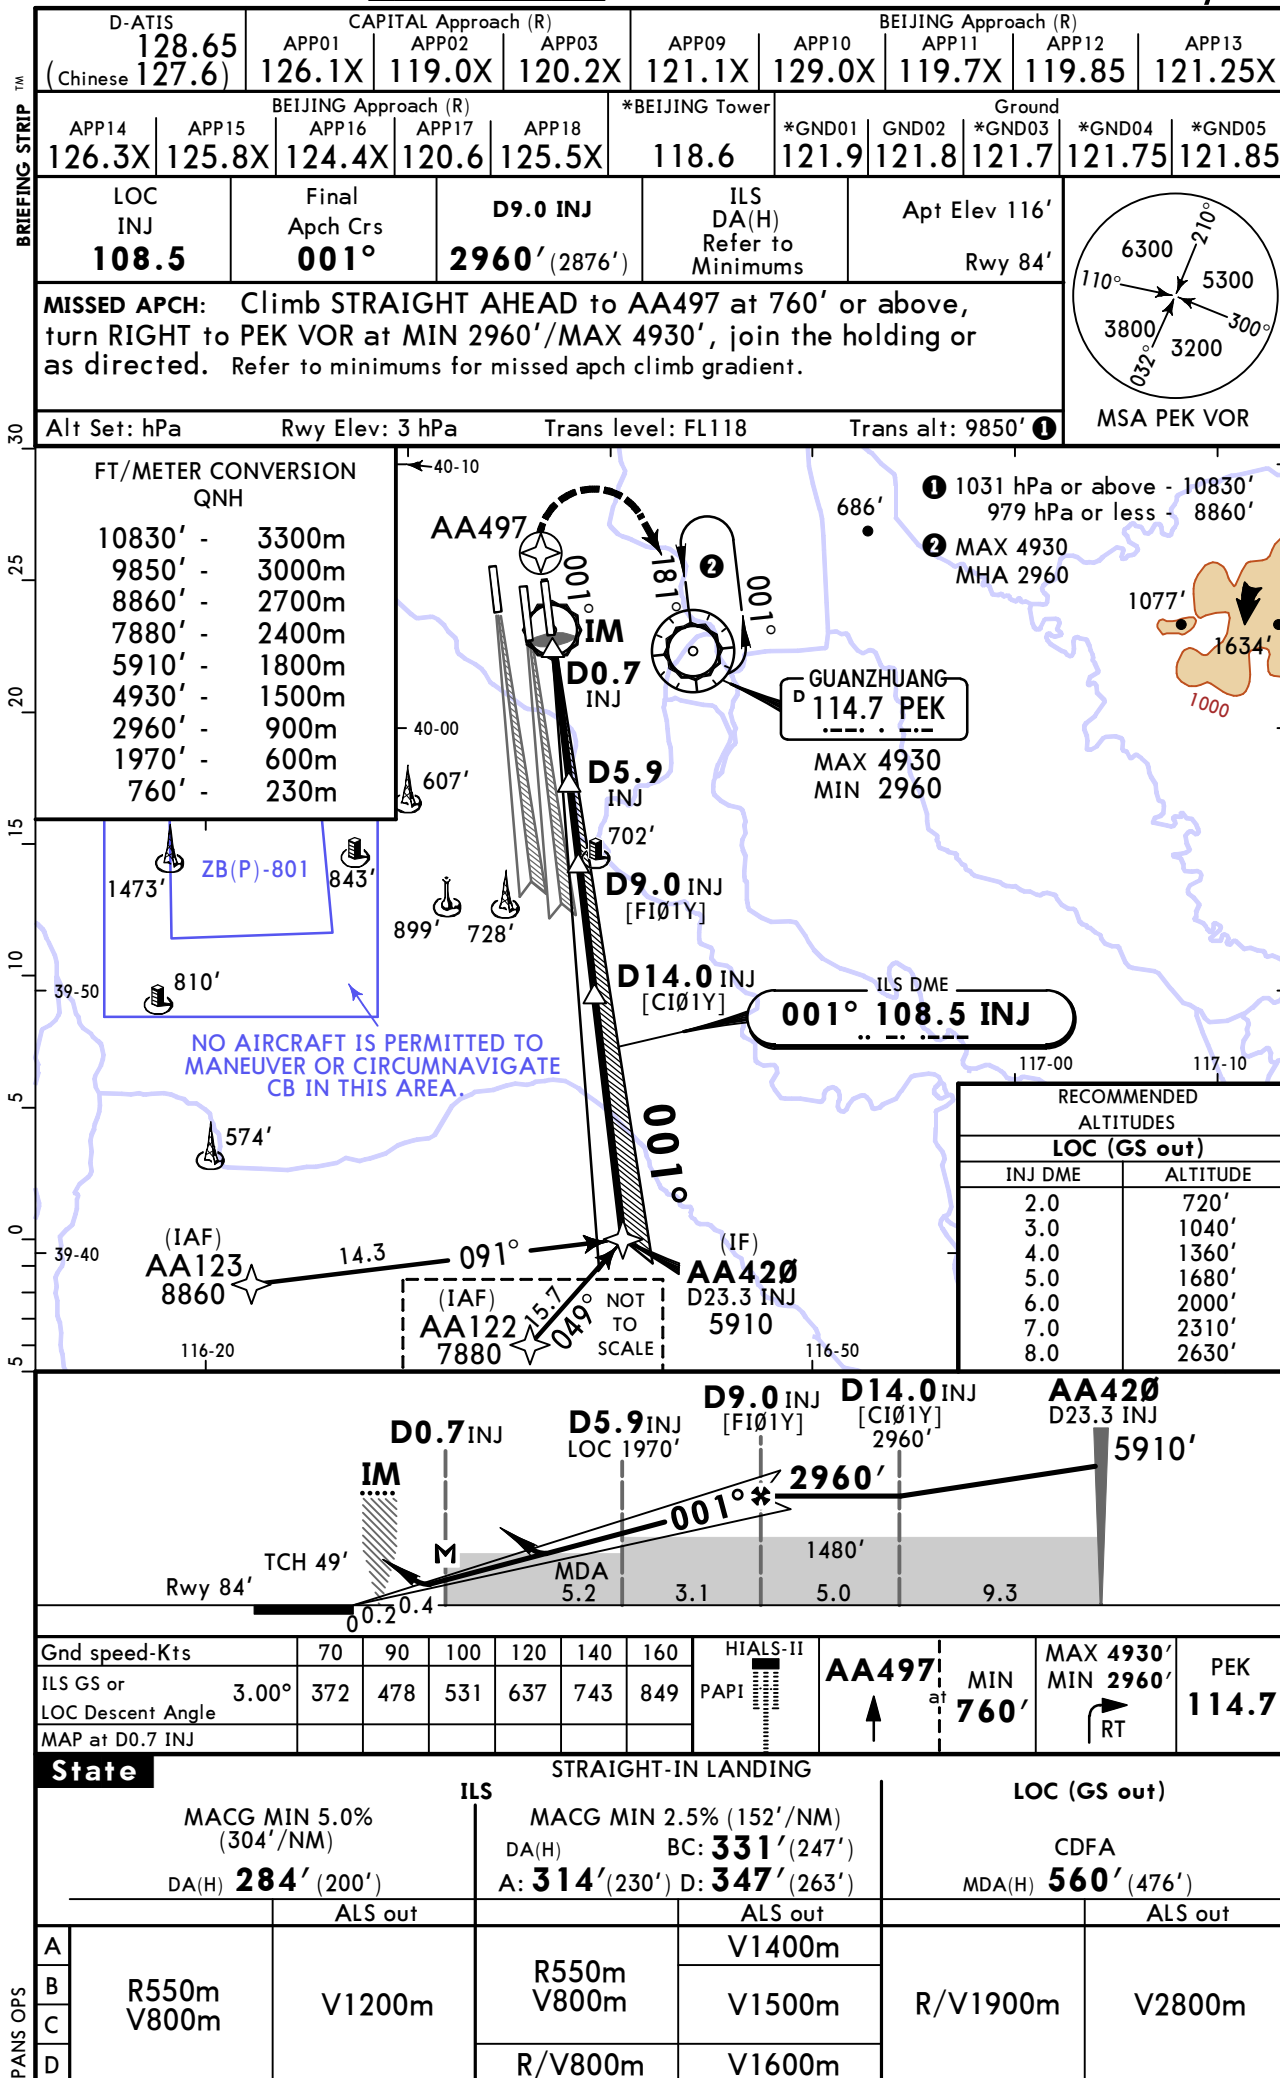 BRIEFING STRIP TM
D-ATIS
128.65
(Chinese 127.6)
CAPITAL Approach (R)
APP01 APP02 APP03
126.1X 119.0X 120.2X
BEIJING Approach (R)
APP09 APP10 APP11 APP12 APP13
121.1X 129.0X 119.7X 119.85 121.25X
BEIJING Approach (R)
APP14 APP15 APP16 APP17 APP18
126.3X 125.8X 124.4X 120.6 125.5X
*BEIJING Tower
118.6
Ground
*GND01 GND02 *GND03 *GND04 *GND05
121.9 121.8 121.7 121.75 121.85
LOC
INJ
108.5
Final
Apch Crs
001°
D9.0 INJ
2960' (2876')
ILS
DA(H)
Refer to
Minimums
Apt Elev 116'
Rwy 84'
MISSED APCH: Climb STRAIGHT AHEAD to AA497 at 760' or above,
turn RIGHT to PEK VOR at MIN 2960'/MAX 4930', join the holding or
as directed. Refer to minimums for missed apch climb gradient.
Alt Set: hPa Rwy Elev: 3 hPa Trans level: FL118 Trans alt: 9850' 1
210°
6300
110°
5300
3800
300°
3200
032°
MSA PEK VOR
FT/METER CONVERSION
QNH
10830' - 3300m
9850' - 3000m
8860' - 2700m
7880' - 2400m
5910' - 1800m
4930' - 1500m
2960' - 900m
1970' - 600m
760' - 230m
30
25
20
15
10
5
0
5
40-10
40-00
39-50
39-40
116-20
116-50
117-00
117-10
1 1031 hPa or above - 10830'
979 hPa or less - 8860'
2 MAX 4930
MHA 2960
686'
1077'
1634'
1000
AA497
001°
181°
2
001°
IM
D0.7
INJ
GUANZHUANG
D 114.7 PEK
MAX 4930
MIN 2960
607'
D5.9
INJ
702'
1473'
ZB(P)-801
843'
D9.0 INJ
[FIØ1Y]
899'
728'
810'
D14.0 INJ
[CIØ1Y]
ILS DME
001° 108.5 INJ
NO AIRCRAFT IS PERMITTED TO
MANEUVER OR CIRCUMNAVIGATE
CB IN THIS AREA.
574'
001°
RECOMMENDED
ALTITUDES
LOC (GS out)
INJ DME ALTITUDE
2.0 720'
3.0 1040'
4.0 1360'
5.0 1680'
6.0 2000'
7.0 2310'
8.0 2630'
(IAF)
AA123
8860
14.3 091°
(IF)
AA42Ø
D23.3 INJ
5910
(IAF)
AA122
7880
15.7
049°
NOT
TO
SCALE
D0.7 INJ
D5.9 INJ
LOC 1970'
D9.0 INJ
[FIØ1Y]
D14.0 INJ
[CIØ1Y]
2960'
AA42Ø
D23.3 INJ
5910'
IM
2960'
001°
M
TCH 49'
1480'
MDA
Rwy 84'
5.2 3.1 5.0 9.3
0 0.2 0.4
Gnd speed-Kts 70 90 100 120 140 160
ILS GS or
LOC Descent Angle 3.00° 372 478 531 637 743 849
MAP at D0.7 INJ
HIALS-II
PAPI
AA497
at
MIN
760'
MAX 4930'
MIN 2960'
RT
PEK
114.7
State
STRAIGHT-IN LANDING
ILS
LOC (GS out)
MACG MIN 5.0%
(304'/NM)
DA(H) 284' (200')
MACG MIN 2.5% (152'/NM)
DA(H) BC: 331' (247')
A: 314' (230') D: 347' (263')
CDFA
MDA(H) 560' (476')
ALS out
ALS out
ALS out
A
B
C
D
R550m
V800m
V1200m
R550m
V800m
R/V800m
V1400m
V1500m
V1600m
R/V1900m
V2800m
PANS OPS